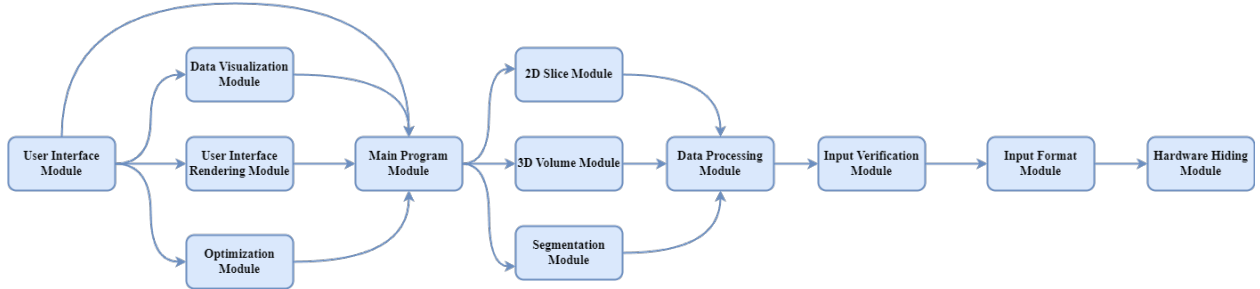 User Interface
Module
Data Visualization
Module
User Interface
Rendering Module
Optimization
Module
Main Program
Module
2D Slice Module
3D Volume Module
Segmentation
Module
Data Processing
Module
Input Verification
Module
Input Format
Module
Hardware Hiding
Module